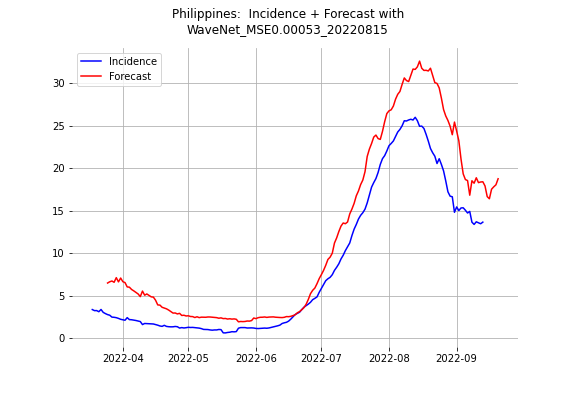 Philippines:  Incidence + Forecast with
WaveNet_MSE0.00053_20220815
Incidence
Forecast
30
25
20
15
10
5
0
2022-04 2022-05 2022-06 2022-07 2022-08 2022-09